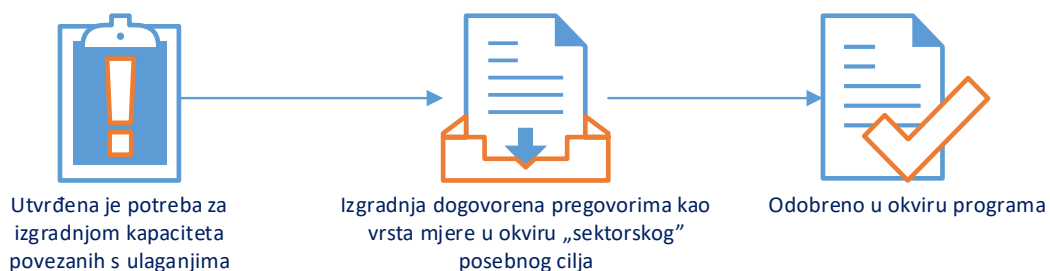 Utvrđena je potreba za
izgradnjom kapaciteta
povezanih s ulaganjima
Izgradnja dogovorena pregovorima kao
vrsta mjere u okviru „sektorskog”
posebnog cilja
Odobreno u okviru programa